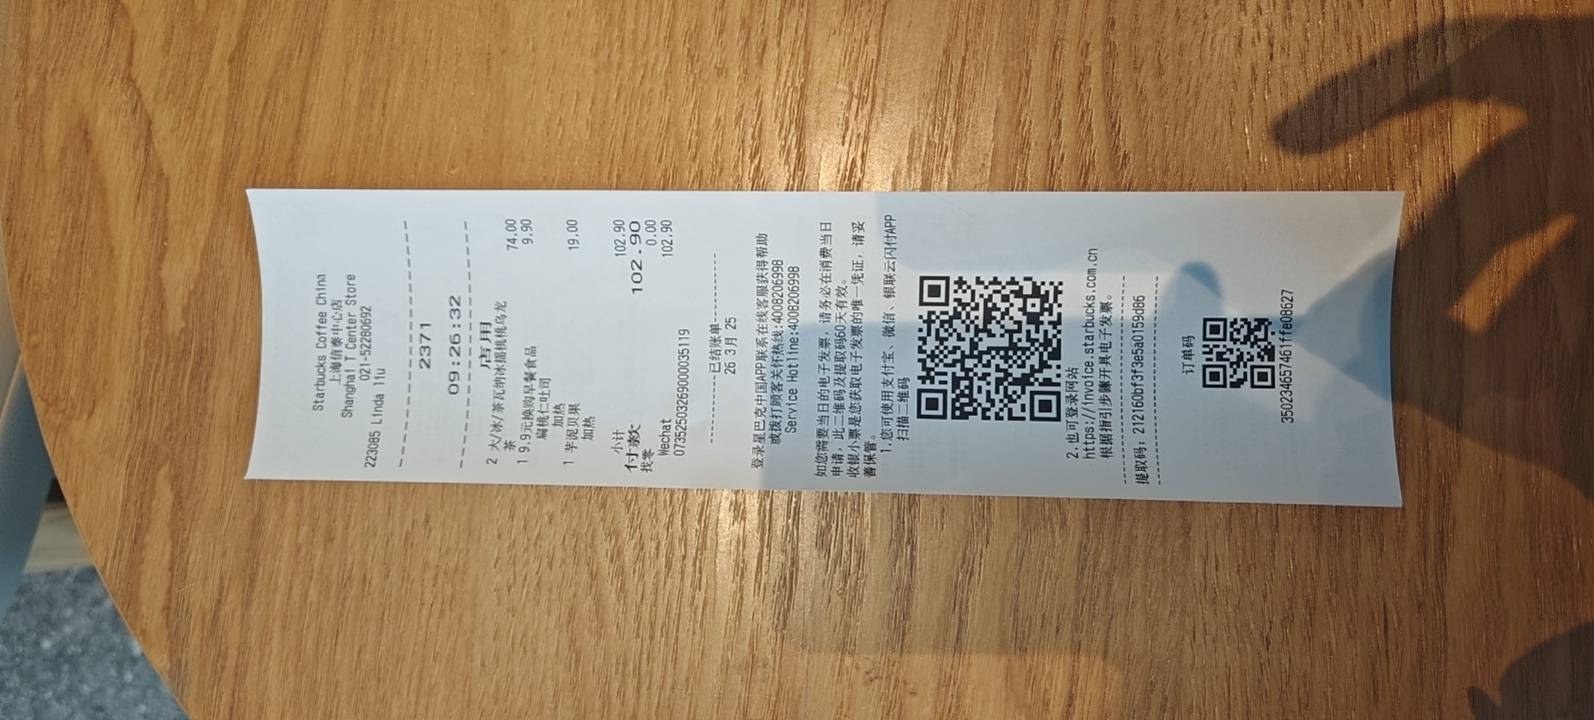 Starbucks Coffee China
上海信泰中心店
Shanghai T Center Store
021-52280692
223085 Linda liu
2371
09:26:32
店用
2 大/冰/茶瓦纳冰摇桃桃乌龙 74.00
茶
1 9.9元换购早餐食品 9.90
扁桃仁吐司
加热
1 芋泥贝果 19.00
加热
小计 102.90
付款 102.90
找零 0.00
Wechat 102.90
0735250326900003​5119
已结账单
26 3月 25
登录星巴克中国APP联系在线客服获得帮助
或拨打顾客关怀热线:4008206998
Service Hotline:4008206998
如您需要当日的电子发票，请务必在消费当日
申请，此二维码及提取码60天有效。
收银小票是您获取电子发票的唯一凭证，请妥
善保管。
1.您可使用支付宝、微信、银联云闪付APP
扫描二维码
2.也可登录网站
https://invoice.starbucks.com.cn
根据指引步骤开具电子发票。
提取码: 212160bf3f3e5a0159d86
订单码
3502346574​61ffe08627